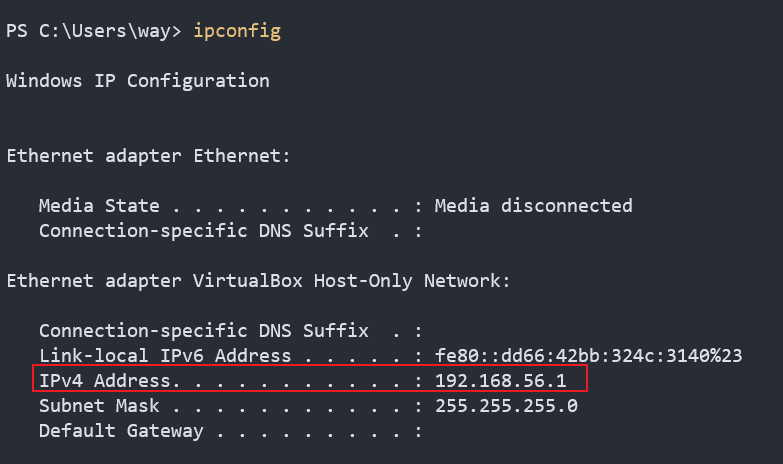 PS C:\Users\way> ipconfig
Windows IP Configuration
Ethernet adapter Ethernet:
Media State . . . . . . . . . . . : Media disconnected
Connection-specific DNS Suffix  . :
Ethernet adapter VirtualBox Host-Only Network:
Connection-specific DNS Suffix  . :
Link-local IPv6 Address . . . . . : fe80::dd66:42bb:324c:3140%23
IPv4 Address. . . . . . . . . . . : 192.168.56.1
Subnet Mask . . . . . . . . . . . : 255.255.255.0
Default Gateway . . . . . . . . . :